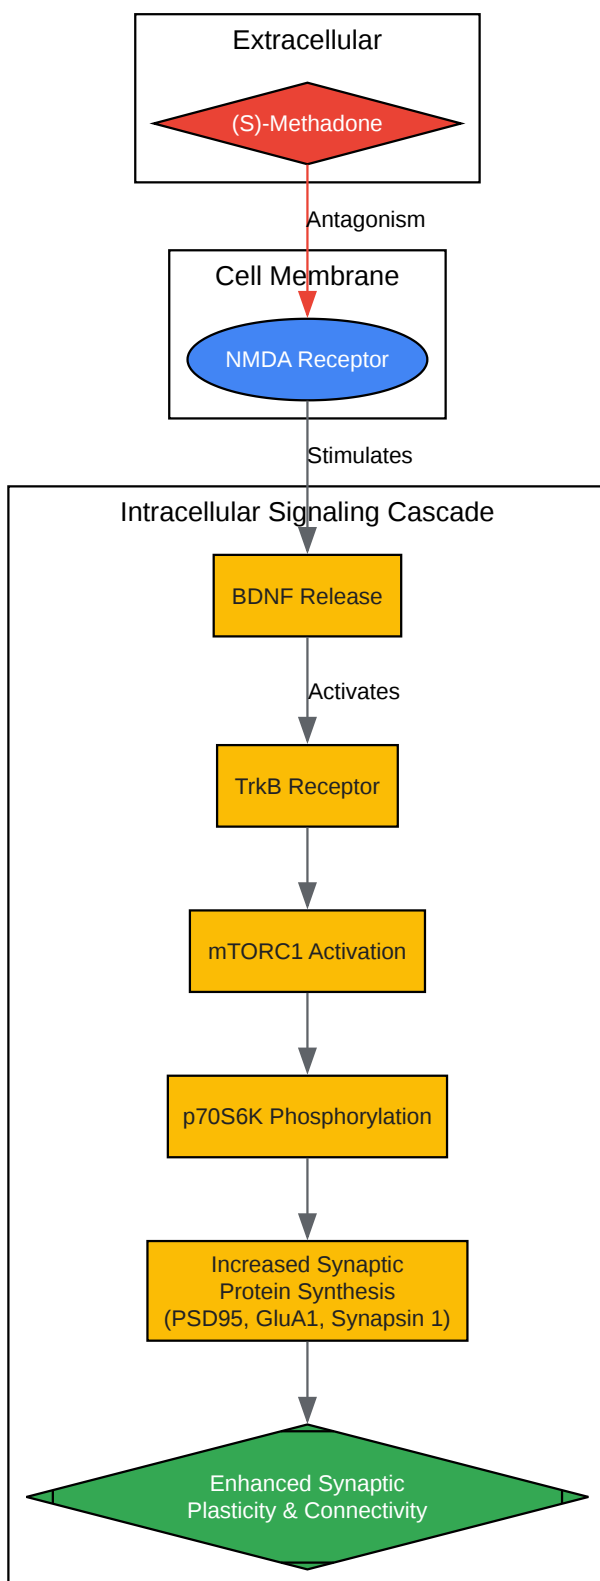 Extracellular
(S)-Methadone
Antagonism
Cell Membrane
NMDA Receptor
Stimulates
Intracellular Signaling Cascade
BDNF Release
Activates
TrkB Receptor
mTORC1 Activation
p70S6K Phosphorylation
Increased Synaptic
Protein Synthesis
(PSD95, GluA1, Synapsin 1)
Enhanced Synaptic
Plasticity & Connectivity